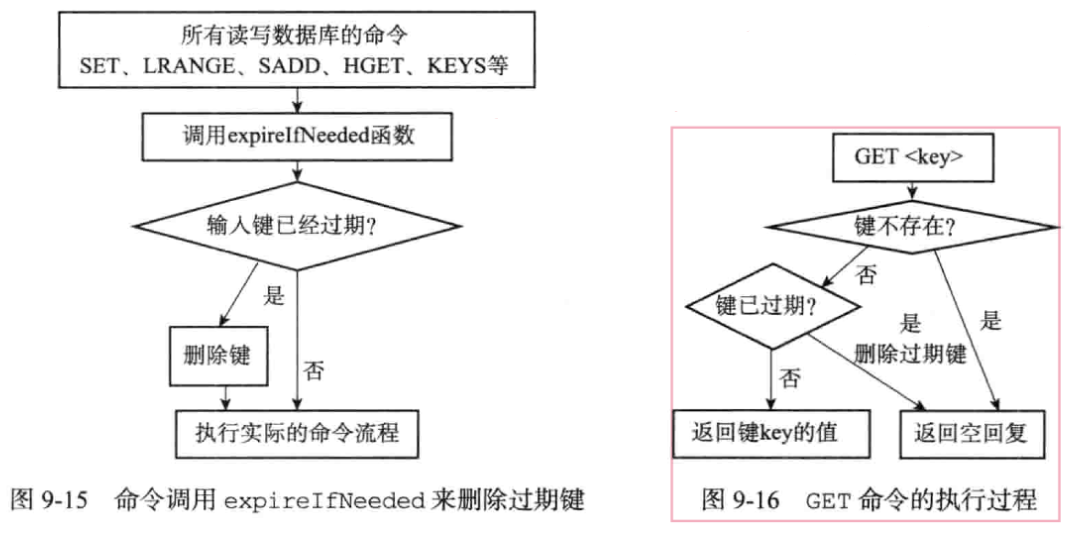 所有读写数据库的命令
SET、LRANGE、SADD、HGET、KEYS等
调用expireIfNeeded函数
输入键已经过期?
是
删除键
否
执行实际的命令流程
图 9-15 命令调用 expireIfNeeded 来删除过期键
GET <key>
键不存在?
否
键已过期?
是
删除过期键
是
否
返回键key的值
返回空回复
图 9-16 GET 命令的执行过程